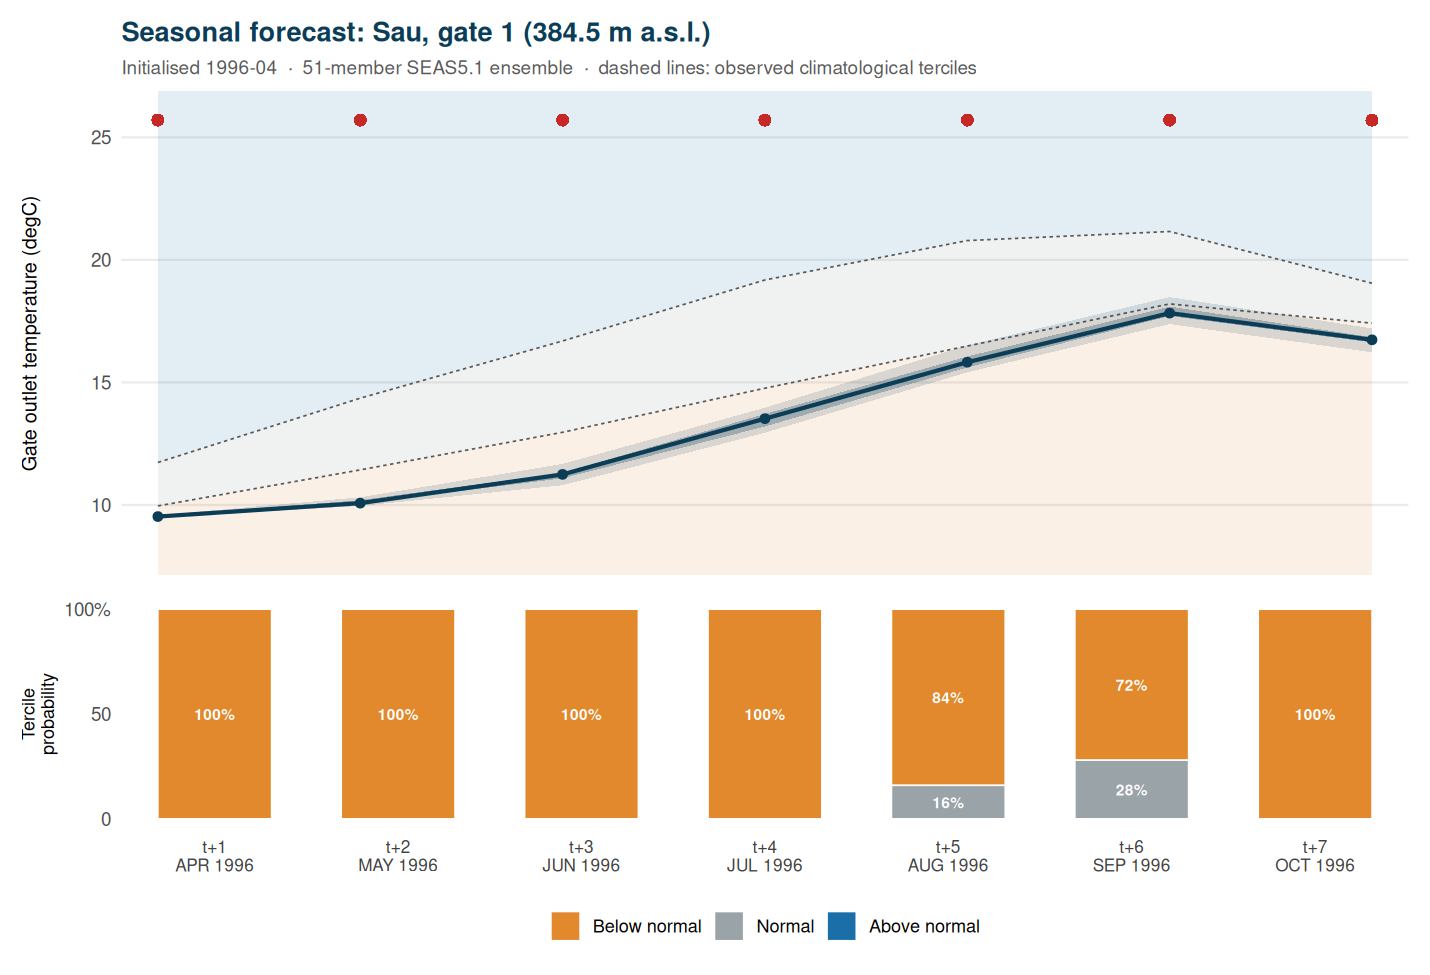 Seasonal forecast: Sau, gate 1 (384.5 m a.s.l.)
Initialised 1996-04 · 51-member SEAS5.1 ensemble · dashed lines: observed climatological terciles
Gate outlet temperature (degC)
25
20
15
10
Tercile
probability
100%
50
0
100%
100%
100%
100%
84%
16%
72%
28%
100%
t+1
APR 1996
t+2
MAY 1996
t+3
JUN 1996
t+4
JUL 1996
t+5
AUG 1996
t+6
SEP 1996
t+7
OCT 1996
Below normal
Normal
Above normal